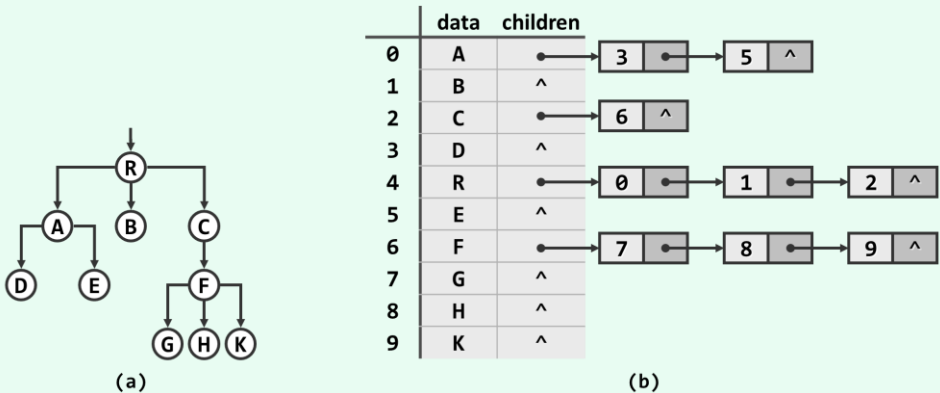 R
A B C
D E F
G H K
(a)
data children
0 A 3 5 ^
1 B ^
2 C 6 ^
3 D ^
4 R 0 1 2 ^
5 E ^
6 F 7 8 9 ^
7 G ^
8 H ^
9 K ^
(b)